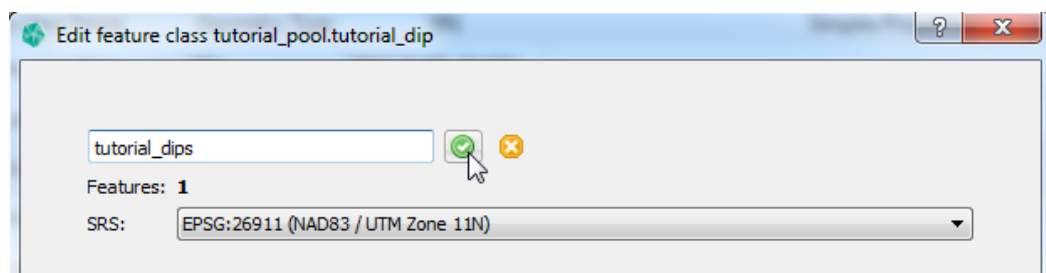 Edit feature class tutorial_pool.tutorial_dip
tutorial_dips
Features: 1
SRS: EPSG:26911 (NAD83 / UTM Zone 11N)